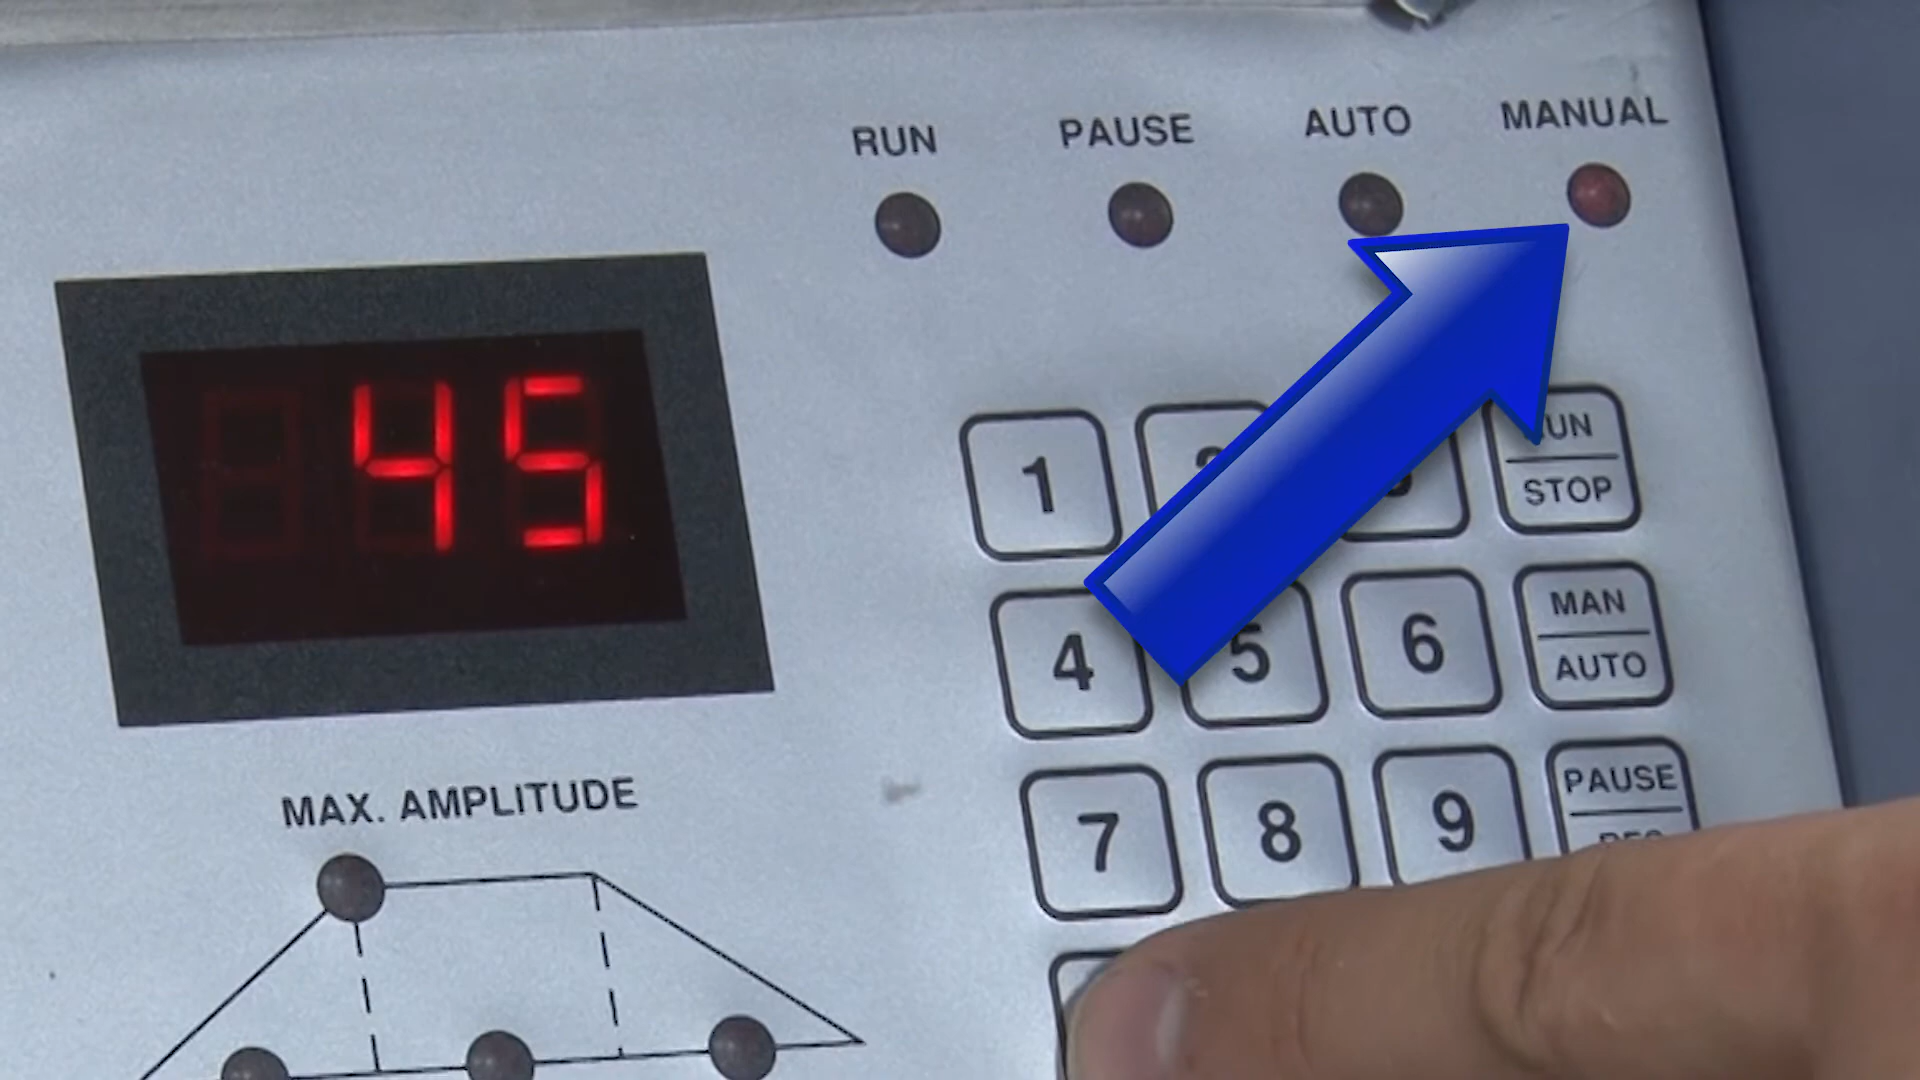 RUN PAUSE AUTO MANUAL
45
1
STOP
4 5 6 MAN
AUTO
MAX. AMPLITUDE
7 8 9 PAUSE